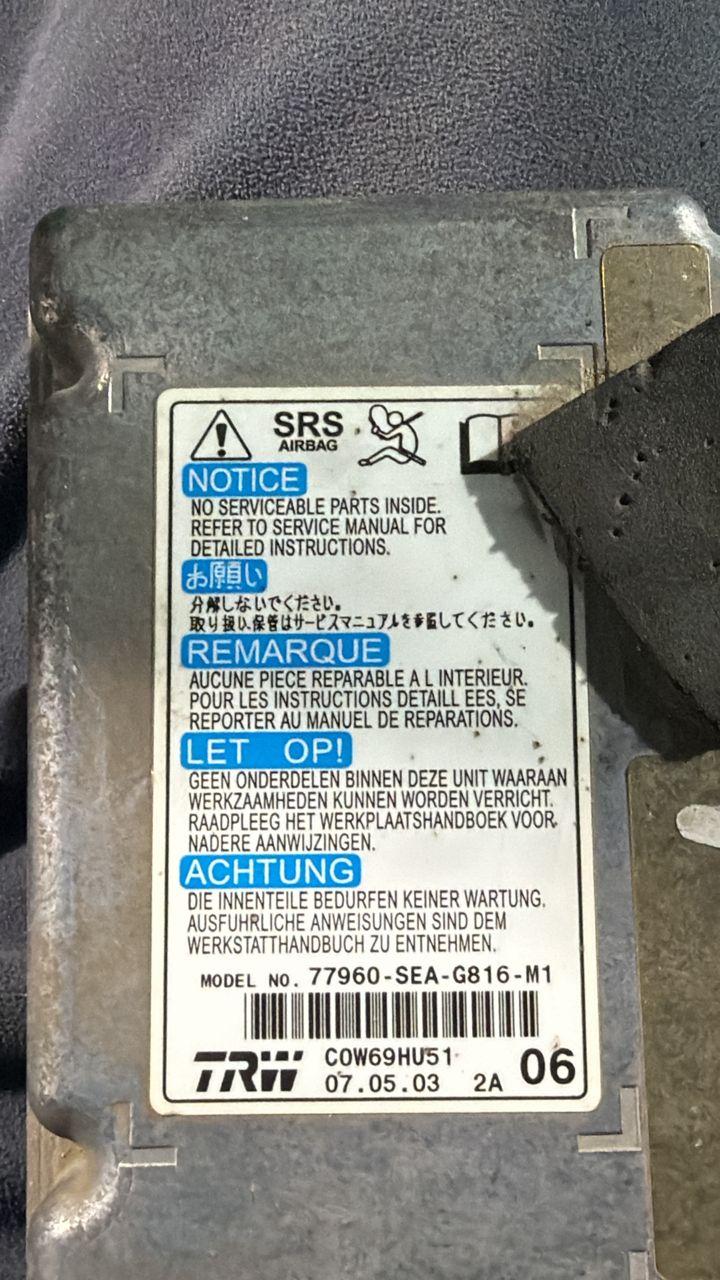 SRS
AIRBAG
NOTICE
NO SERVICEABLE PARTS INSIDE.
REFER TO SERVICE MANUAL FOR
DETAILED INSTRUCTIONS.
お願い
分解しないでください。
取り扱い、保管はサービスマニュアルを参照してください。
REMARQUE
AUCUNE PIECE REPARABLE A L INTERIEUR.
POUR LES INSTRUCTIONS DETAILL EES, SE
REPORTER AU MANUEL DE REPARATIONS.
LET OP!
GEEN ONDERDELEN BINNEN DEZE UNIT WAARAAN
WERKZAAMHEDEN KUNNEN WORDEN VERRICHT.
RAADPLEEG HET WERKPLAATSHANDBOEK VOOR
NADERE AANWIJZINGEN.
ACHTUNG
DIE INNENTEILE BEDURFEN KEINER WARTUNG.
AUSFUHRLICHE ANWEISUNGEN SIND DEM
WERKSTATTHANDBUCH ZU ENTNEHMEN.
MODEL NO. 77960-SEA-G816-M1
TRW COW69HU51 06
07.05.03 2A